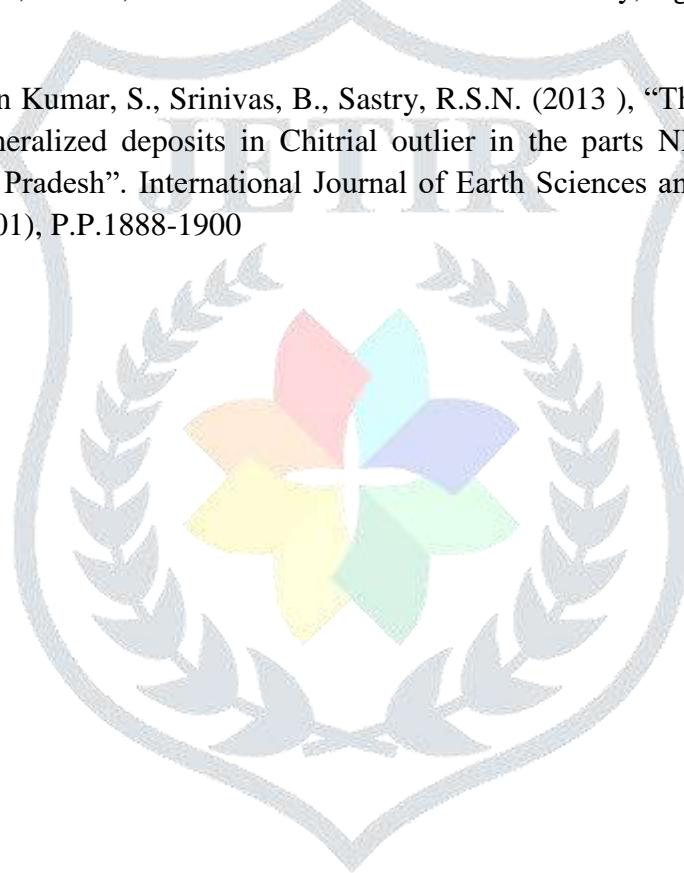 n Kumar, S., Srinivas, B., Sastry, R.S.N. (2013 ), “Th
neralized deposits in Chitrial outlier in the parts N
Pradesh”. International Journal of Earth Sciences an
01), P.P.1888-1900
JETIR